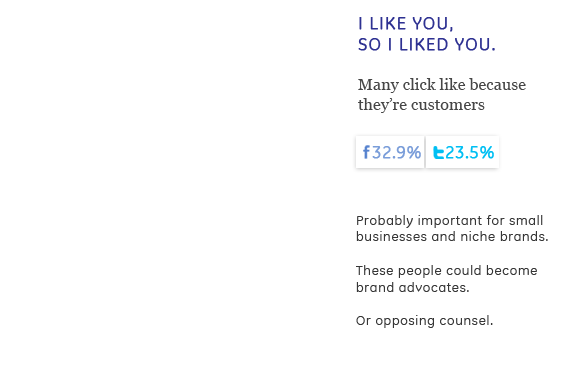 I LIKE YOU,
SO I LIKED YOU.
Many click like because
they’re customers
f32.9% t23.5%
Probably important for small
businesses and niche brands.
These people could become
brand advocates.
Or opposing counsel.